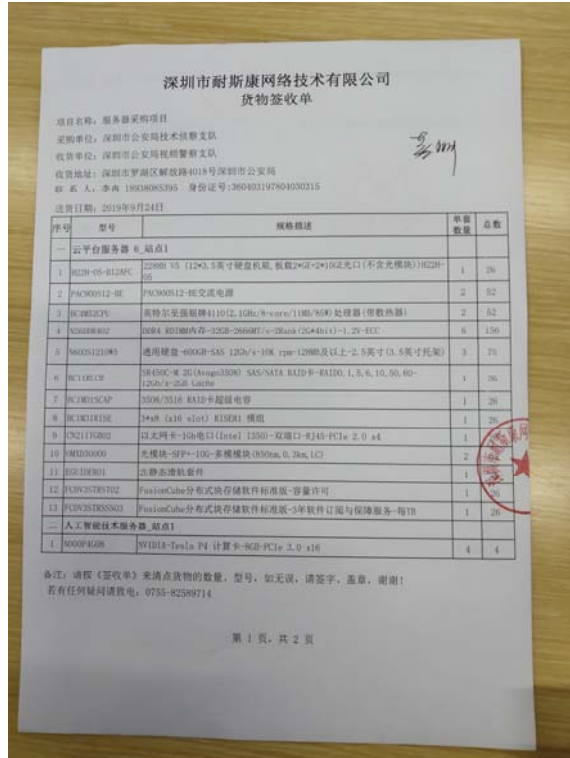 深圳市耐斯康网络技术有限公司
货物签收单
项目名称：服务器采购项目
采购单位：深圳市公安局技术侦察支队
收货单位：深圳市公安局视频警察支队
收货地址：深圳市罗湖区解放路4018号深圳市公安局
联 系 人：李冉 18938085395 身份证号:360403197804030315
送货日期：2019年9月24日
序号 型号 规格描述 单套数量 总数
一 云平台服务器 6_站点1
1 H22H-05-B12AFC 2288H V5 (12*3.5英寸硬盘机箱,板载2*GE+2*10GE光口(不含光模块))H22H-05 1 26
2 PAC900S12-BE PAC900S12-BE交流电源 2 52
3 BC4M32CPU 英特尔至强银牌4110(2.1GHz/8-core/11MB/85W)处理器(带散热器) 2 52
4 N26DDR402 DDR4 RDIMM内存-32GB-2666MT/s-2Rank(2G*4bit)-1.2V-ECC 6 156
5 N600S1210W5 通用硬盘-600GB-SAS 12Gb/s-10K rpm-128MB及以上-2.5英寸(3.5英寸托架) 3 78
6 SR450C-M 2G(Avago3508) SAS/SATA RAID卡-RAID0,1,5,6,10,50,60-12Gb/s-2GB Cache 1 26
7 BC1M01SCAP 3508/3516 RAID卡超级电容 1 26
8 BC1M31RISE 3*x8 (x16 slot) RISER1 模组 1 26
9 CN21ITGB02 以太网卡-1Gb电口(Intel I350)-双端口-RJ45-PCIe 2.0 x4 1
10 OMXD30000 光模块-SFP+-10G-多模模块(850nm,0.3km,LC) 2
11 EGUIDER01 2U静态滑轨套件 1
12 FCDV3STRST02 FusionCube分布式块存储软件标准版-容量许可 1 26
13 FCDV3STRSSS03 FusionCube分布式块存储软件标准版-3年软件订阅与保障服务-每TB 1 26
二 人工智能技术服务器_站点1
1 N000P4G08 NVIDIA-Tesla P4 计算卡-8GB-PCIe 3.0 x16 4 4
备注：请按《签收单》来清点货物的数量，型号，如无误，请签字，盖章，谢谢！
若有任何疑问请致电：0755-82589714
第 1 页，共 2 页